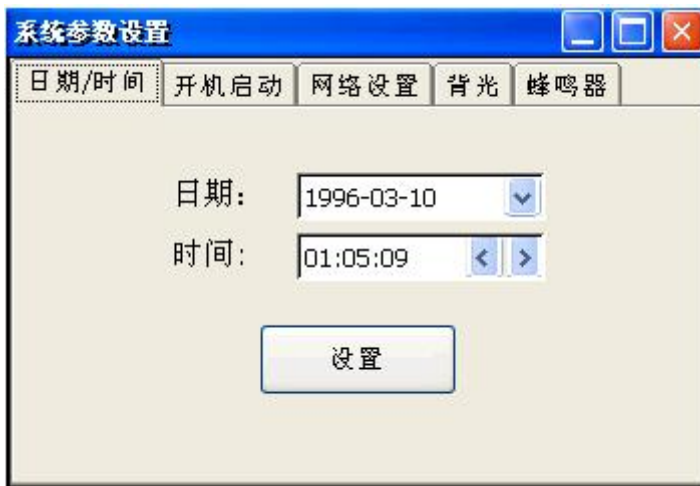 系统参数设置
日期/时间 开机启动 网络设置 背光 蜂鸣器
日期: 1996-03-10
时间: 01:05:09
设置